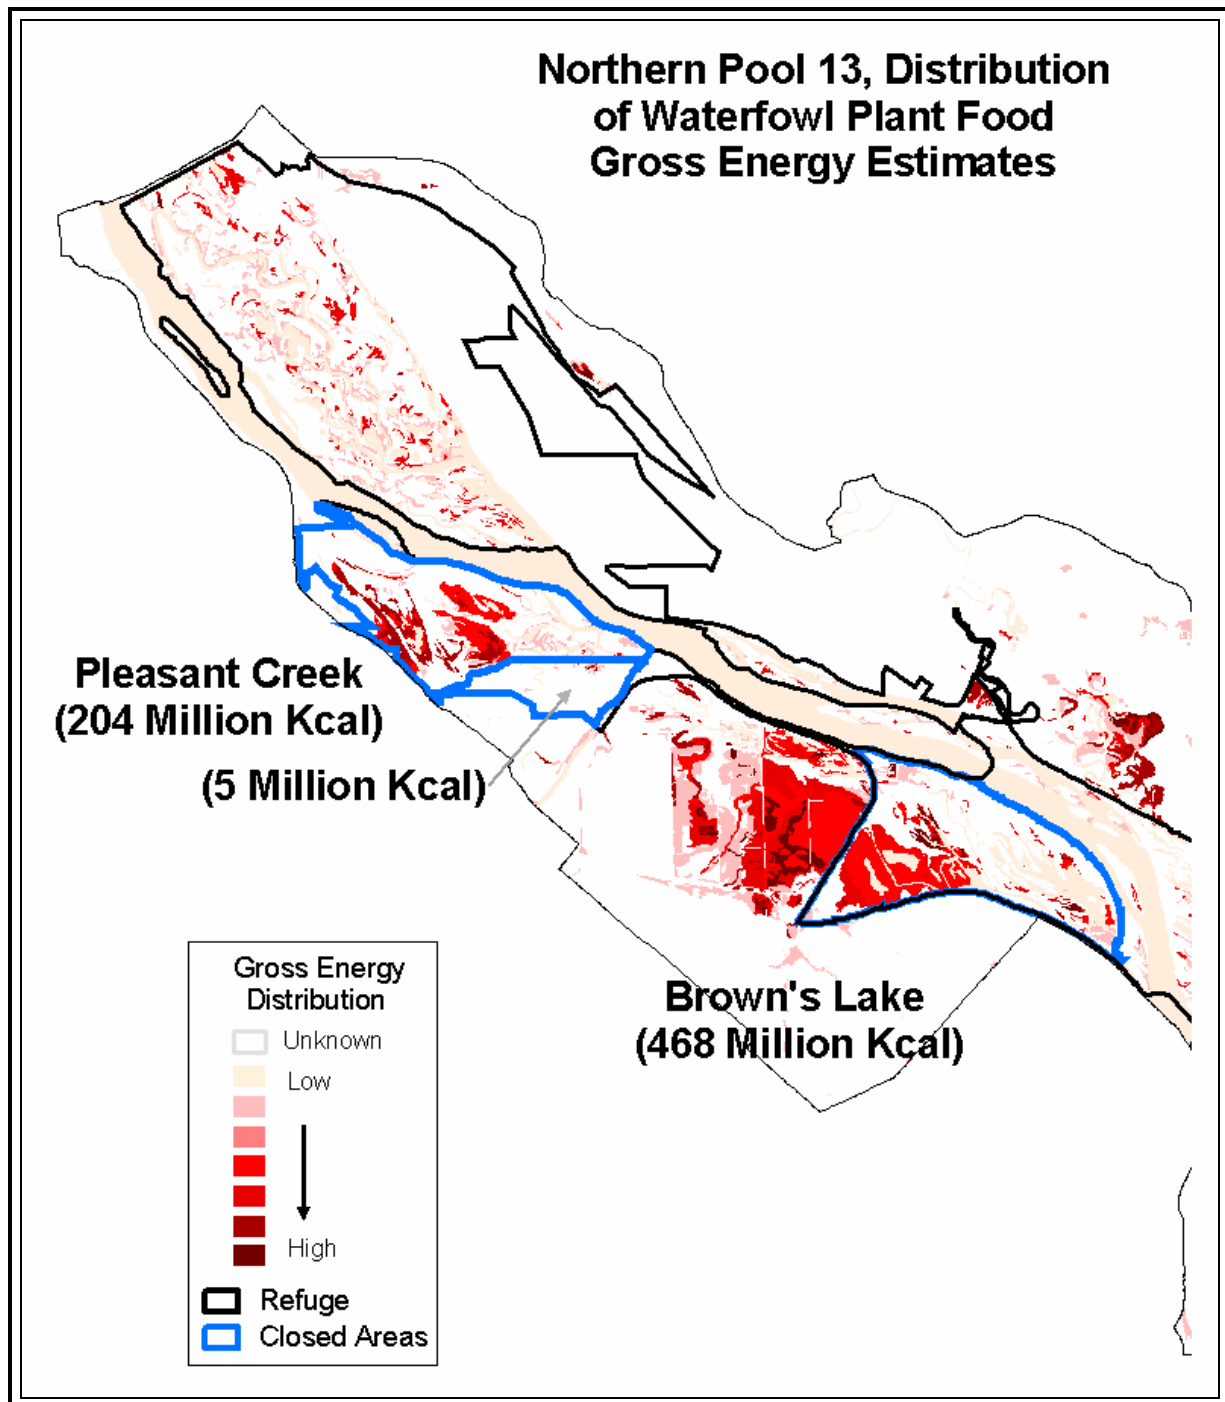 Northern Pool 13, Distribution
of Waterfowl Plant Food
Gross Energy Estimates
Pleasant Creek
(204 Million Kcal)
(5 Million Kcal)
Brown's Lake
(468 Million Kcal)
Gross Energy
Distribution
Unknown
Low
High
Refuge
Closed Areas